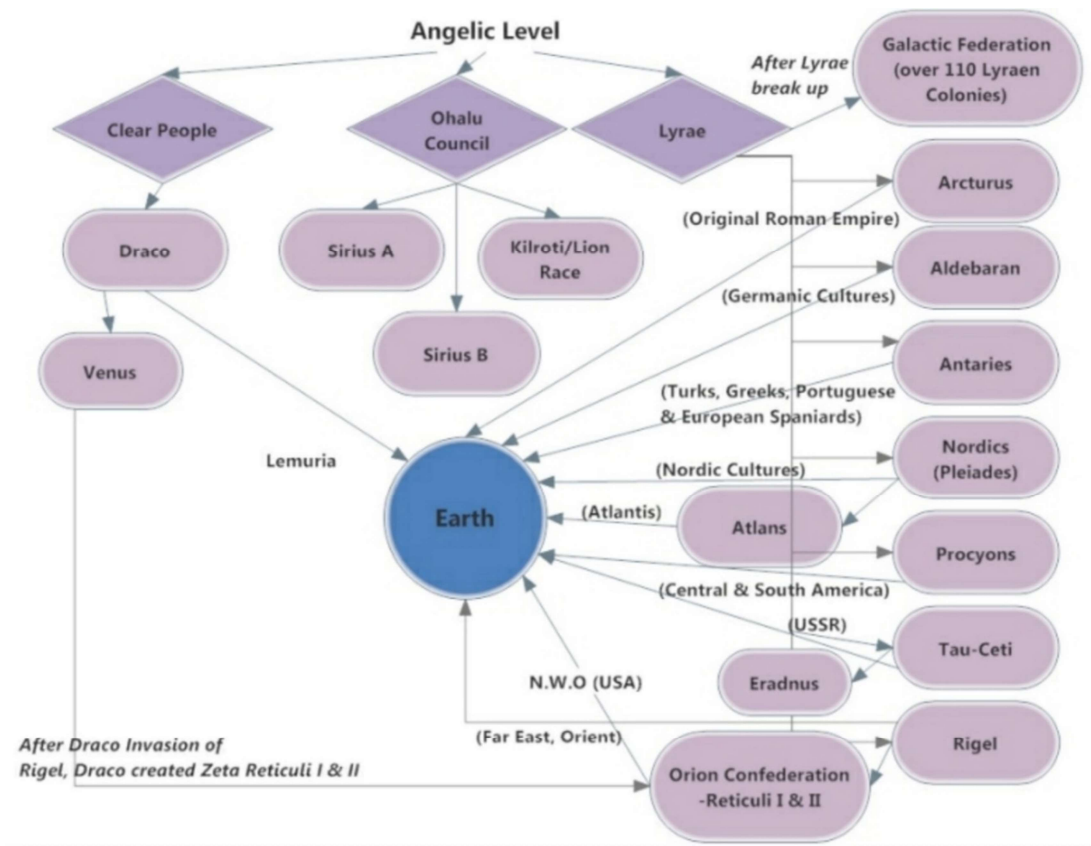 Angelic Level
Clear People
Ohalu
Council
Lyrae
After Lyrae
break up
Galactic Federation
(over 110 Lyraen
Colonies)
Draco
Sirius A
Kilroti/Lion
Race
Sirius B
Venus
Arcturus
(Original Roman Empire)
Aldebaran
(Germanic Cultures)
Antaries
(Turks, Greeks, Portuguese
& European Spaniards)
Nordics
(Pleiades)
(Nordic Cultures)
Lemuria
Earth
(Atlantis)
Atlans
Procyons
(Central & South America)
(USSR)
Tau-Ceti
Eradnus
N.W.O (USA)
(Far East, Orient)
Rigel
After Draco Invasion of
Rigel, Draco created Zeta Reticuli I & II
Orion Confederation
-Reticuli I & II